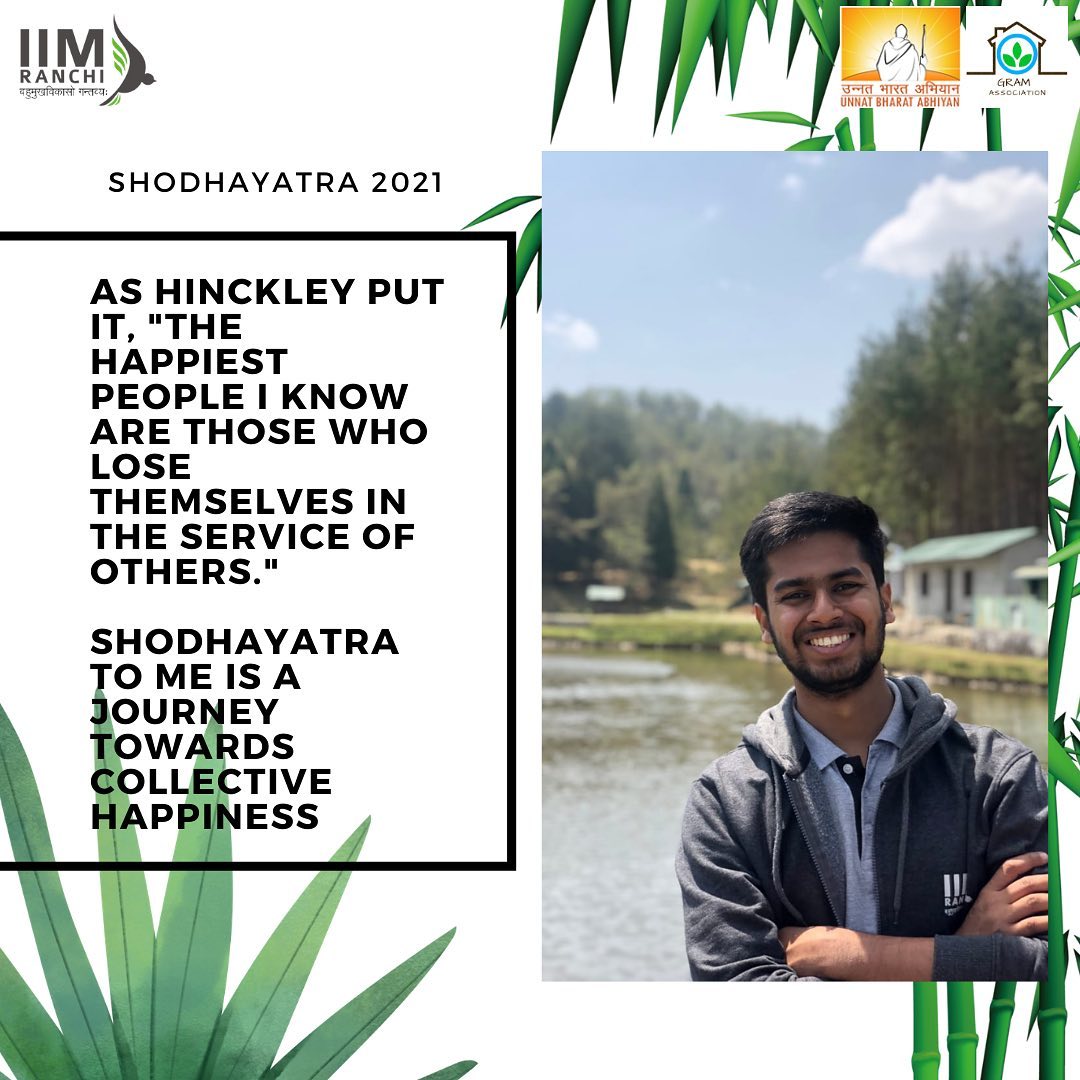 IIM
RANCHI
बहुमुखविकासो गन्तव्यः
उन्नत भारत अभियान
UNNAT BHARAT ABHIYAN
GRAM
ASSOCIATION
SHODHAYATRA 2021
AS HINCKLEY PUT
IT, "THE
HAPPIEST
PEOPLE I KNOW
ARE THOSE WHO
LOSE
THEMSELVES IN
THE SERVICE OF
OTHERS."
SHODHAYATRA
TO ME IS A
JOURNEY
TOWARDS
COLLECTIVE
HAPPINESS